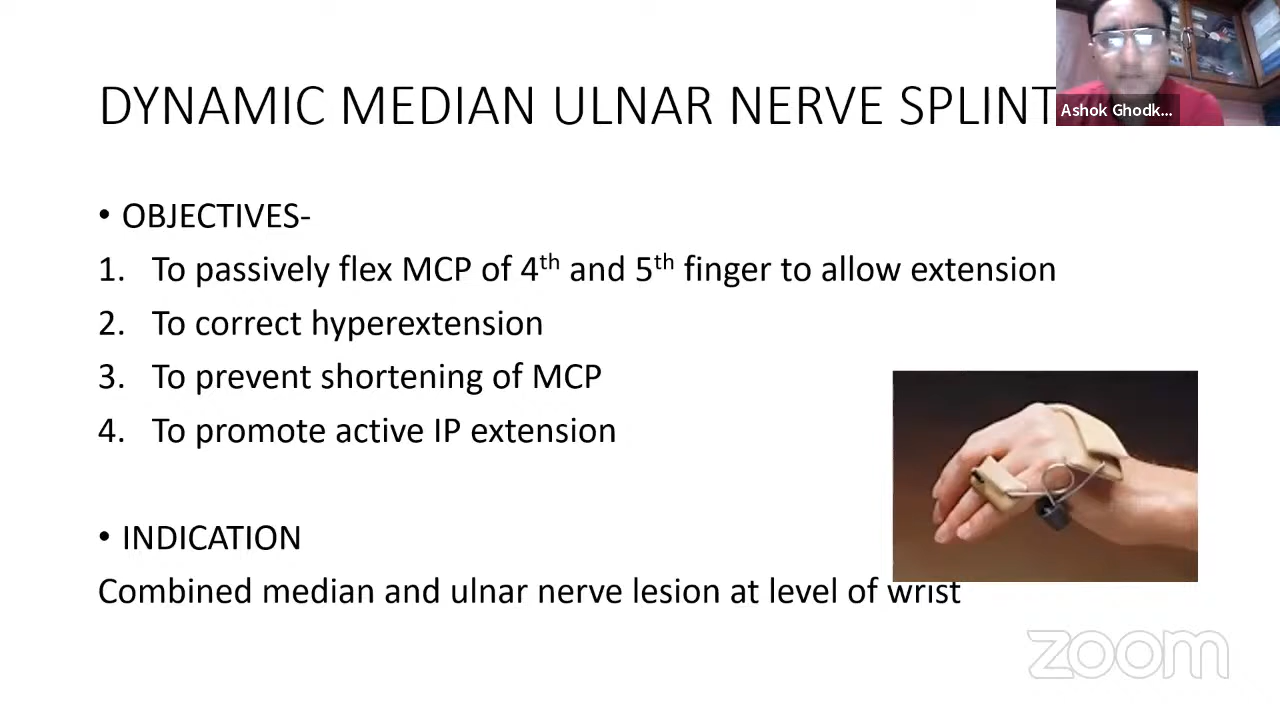 DYNAMIC MEDIAN ULNAR NERVE SPLINT
Ashok Ghodk...
• OBJECTIVES-
1. To passively flex MCP of 4th and 5th finger to allow extension
2. To correct hyperextension
3. To prevent shortening of MCP
4. To promote active IP extension
• INDICATION
Combined median and ulnar nerve lesion at level of wrist
zoom